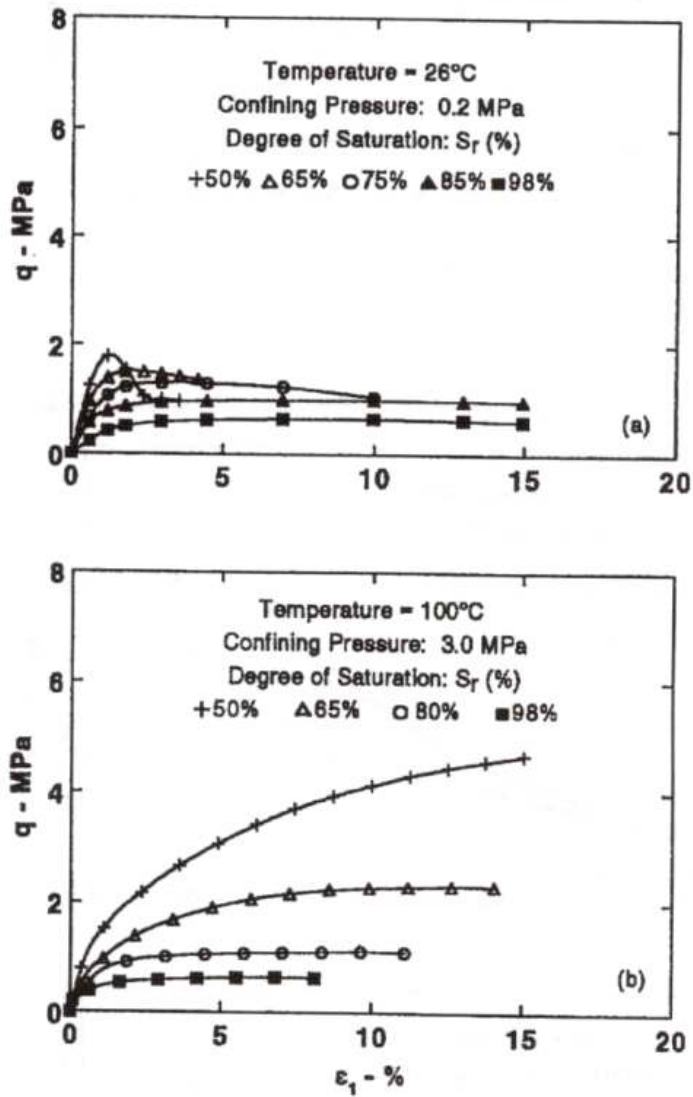 8
Temperature = 26°C
Confining Pressure: 0.2 MPa
Degree of Saturation: Sr (%)
+50% △65% ○75% ▲85% ■98%
6
4
2
0
q - MPa
(a)
0 5 10 15 20
8
Temperature = 100°C
Confining Pressure: 3.0 MPa
Degree of Saturation: Sr (%)
+50% △65% ○80% ■98%
6
4
2
0
q - MPa
(b)
0 5 10 15 20
ε1 - %